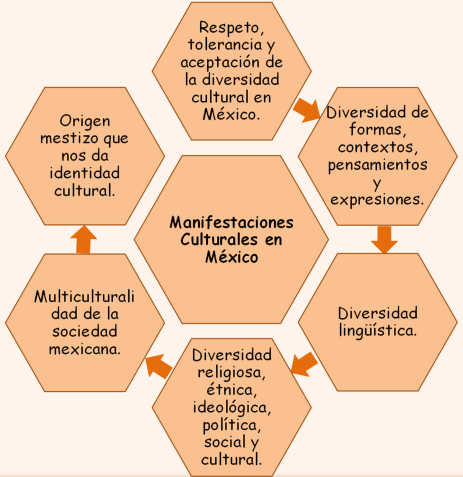 Respeto,
tolerancia y
aceptación de
la diversidad
cultural en
México.
Diversidad de
formas,
contextos,
pensamientos
y
expresiones.
Diversidad
lingüística.
Diversidad
religiosa,
étnica,
ideológica,
política,
social y
cultural.
Multiculturali
dad de la
sociedad
mexicana.
Origen
mestizo que
nos da
identidad
cultural.
Manifestaciones
Culturales en
México